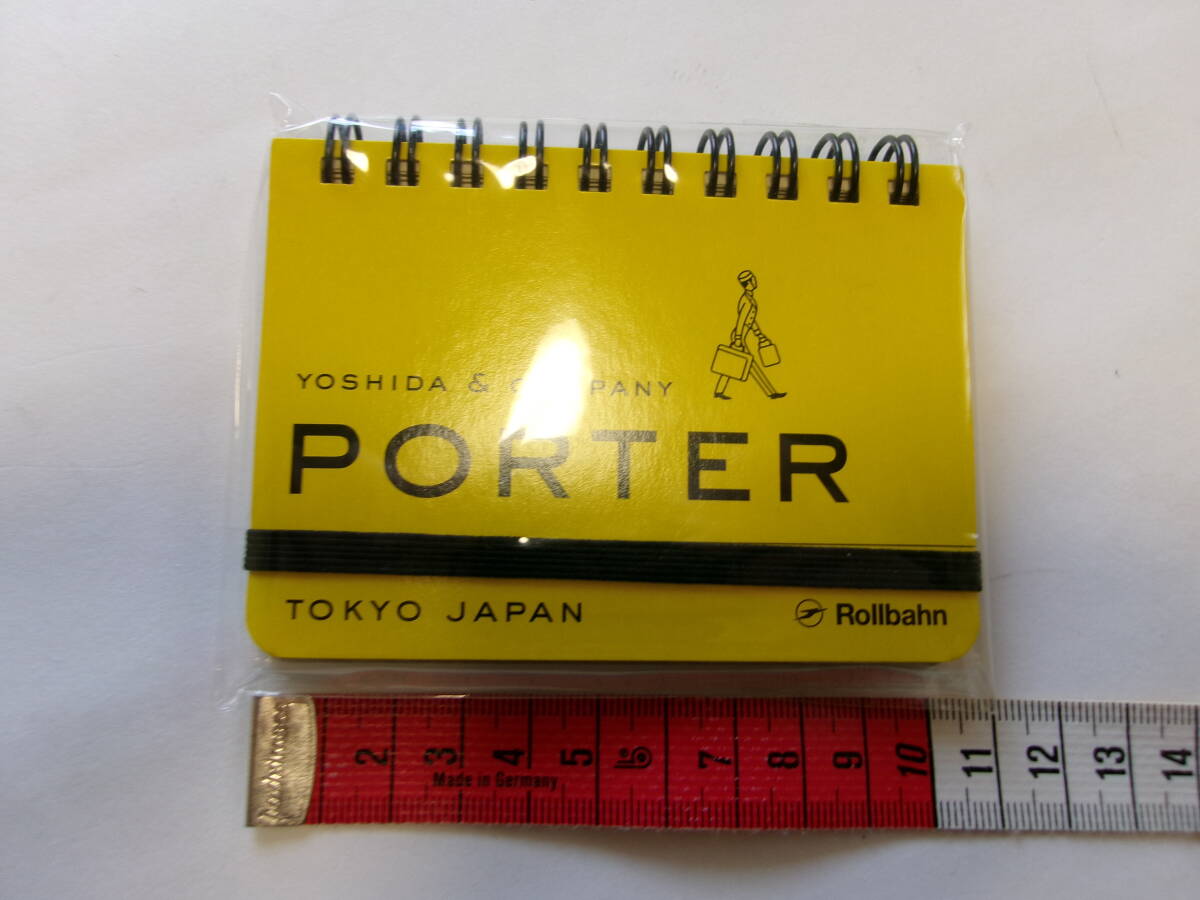 YOSHIDA & COMPANY
PORTER
TOKYO JAPAN
Rollbahn
2 3 4 5 6 7 8 9 10 11 12 13 14
Made in Germany